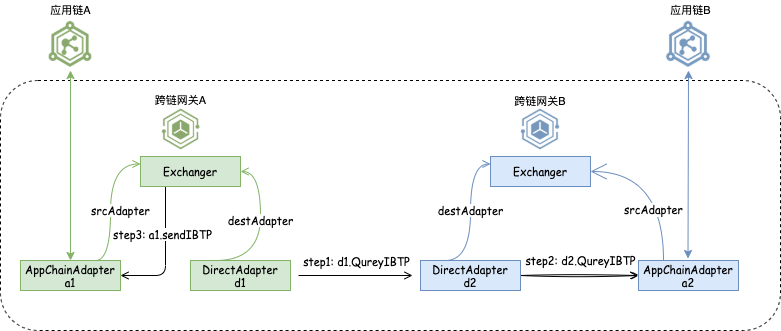 应用链A
应用链B
跨链网关A
跨链网关B
Exchanger
Exchanger
srcAdapter
destAdapter
destAdapter
srcAdapter
step3: a1.sendIBTP
AppChainAdapter
a1
DirectAdapter
d1
step1: d1.QureyIBTP
DirectAdapter
d2
step2: d2.QureyIBTP
AppChainAdapter
a2